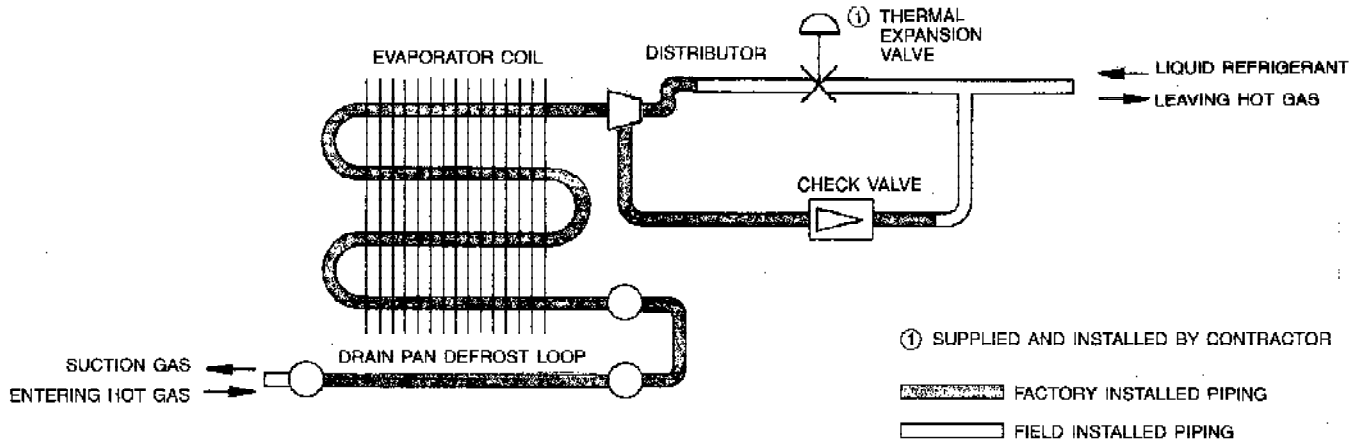 ① THERMAL
EXPANSION
VALVE
EVAPORATOR COIL
DISTRIBUTOR
LIQUID REFRIGERANT
LEAVING HOT GAS
CHECK VALVE
① SUPPLIED AND INSTALLED BY CONTRACTOR
DRAIN PAN DEFROST LOOP
SUCTION GAS
ENTERING HOT GAS
FACTORY INSTALLED PIPING
FIELD INSTALLED PIPING